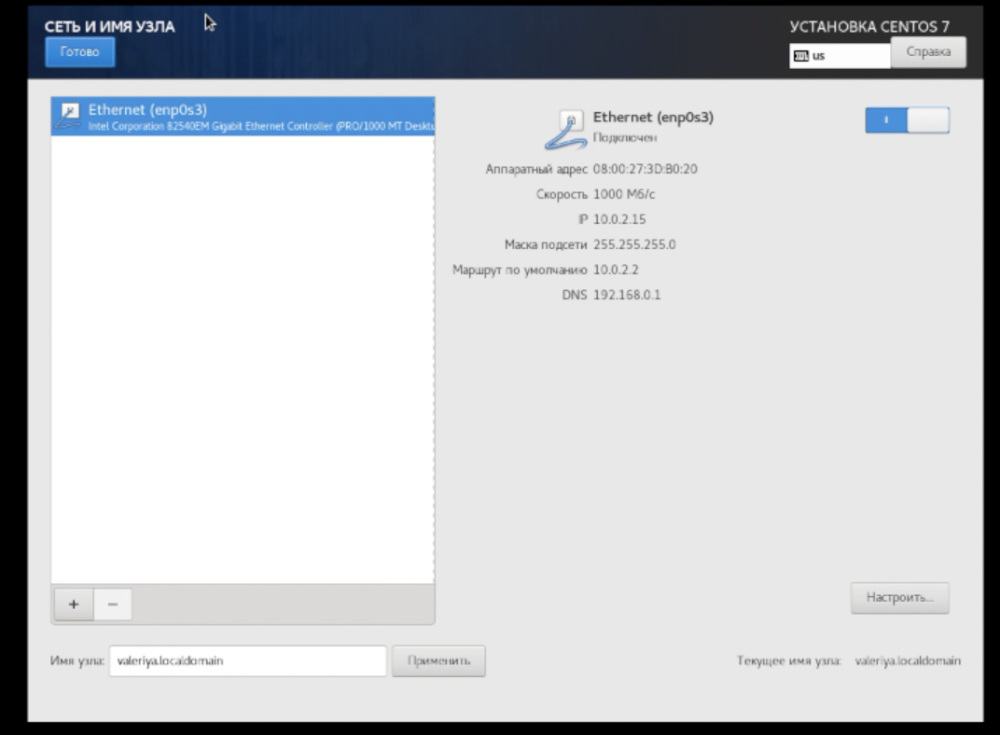 СЕТЬ И ИМЯ УЗЛА
УСТАНОВКА CENTOS 7
Готово
us
Справка
Ethernet (enp0s3)
Intel Corporation 82540EM Gigabit Ethernet Controller (PRO/1000 MT Deskto
Ethernet (enp0s3)
Подключен
Аппаратный адрес 08:00:27:3D:B0:20
Скорость 1000 Мб/с
IP 10.0.2.15
Маска подсети 255.255.255.0
Маршрут по умолчанию 10.0.2.2
DNS 192.168.0.1
+ −
Настроить...
Имя узла: valeriya.localdomain Применить Текущее имя узла: valeriya.localdomain